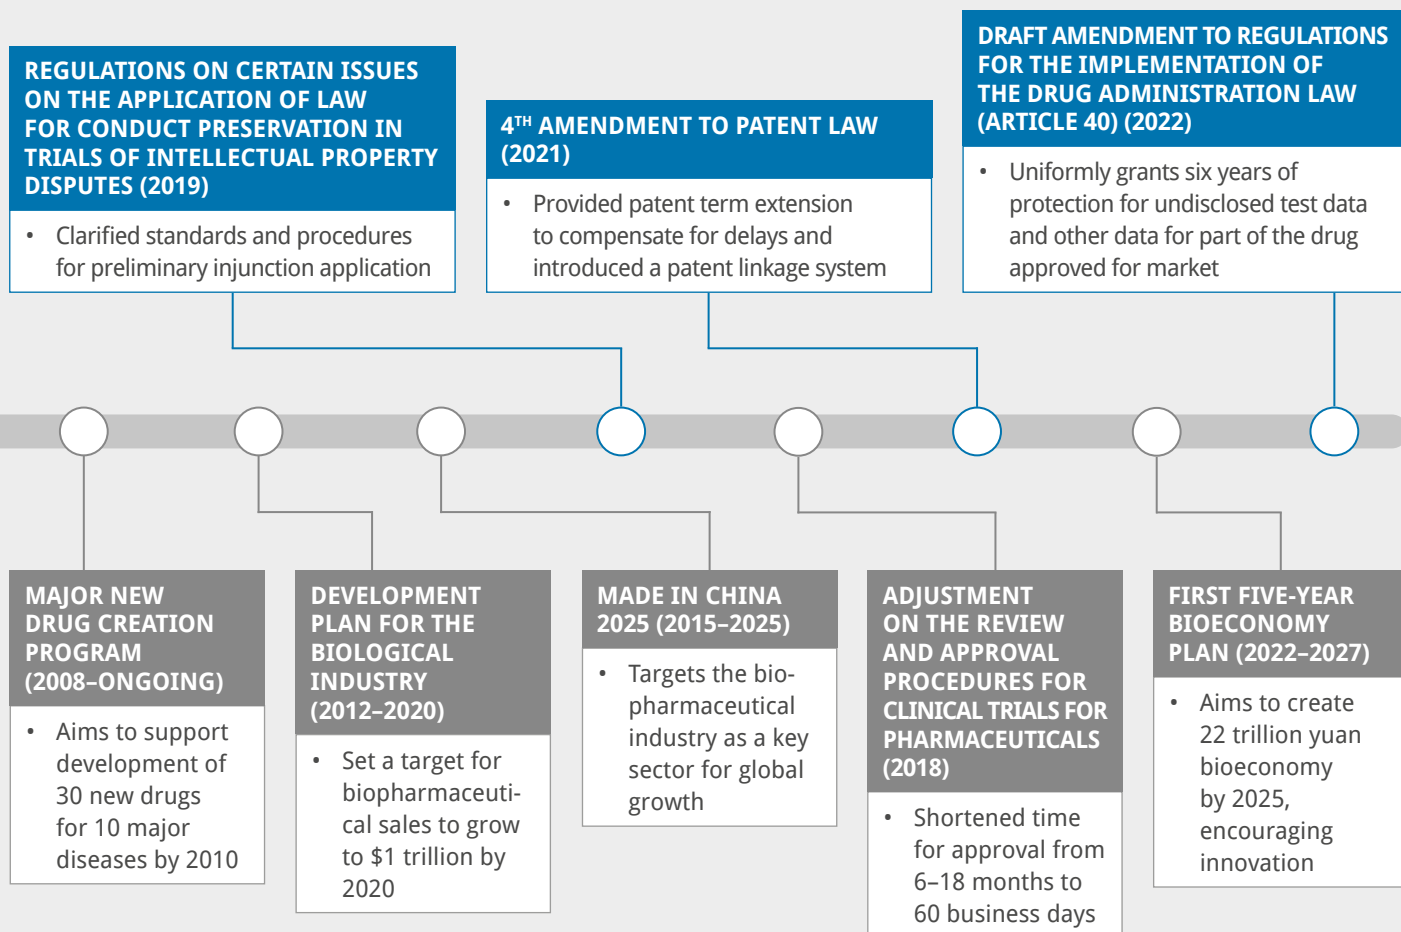 REGULATIONS ON CERTAIN ISSUES
ON THE APPLICATION OF LAW
FOR CONDUCT PRESERVATION IN
TRIALS OF INTELLECTUAL PROPERTY
DISPUTES (2019)
• Clarified standards and procedures
for preliminary injunction application
4TH AMENDMENT TO PATENT LAW
(2021)
• Provided patent term extension
to compensate for delays and
introduced a patent linkage system
DRAFT AMENDMENT TO REGULATIONS
FOR THE IMPLEMENTATION OF
THE DRUG ADMINISTRATION LAW
(ARTICLE 40) (2022)
• Uniformly grants six years of
protection for undisclosed test data
and other data for part of the drug
approved for market
MAJOR NEW
DRUG CREATION
PROGRAM
(2008–ONGOING)
• Aims to support
development of
30 new drugs
for 10 major
diseases by 2010
DEVELOPMENT
PLAN FOR THE
BIOLOGICAL
INDUSTRY
(2012–2020)
• Set a target for
biopharmaceuti-
cal sales to grow
to $1 trillion by
2020
MADE IN CHINA
2025 (2015–2025)
• Targets the bio-
pharmaceutical
industry as a key
sector for global
growth
ADJUSTMENT
ON THE REVIEW
AND APPROVAL
PROCEDURES FOR
CLINICAL TRIALS FOR
PHARMACEUTICALS
(2018)
• Shortened time
for approval from
6–18 months to
60 business days
FIRST FIVE-YEAR
BIOECONOMY
PLAN (2022–2027)
• Aims to create
22 trillion yuan
bioeconomy
by 2025,
encouraging
innovation